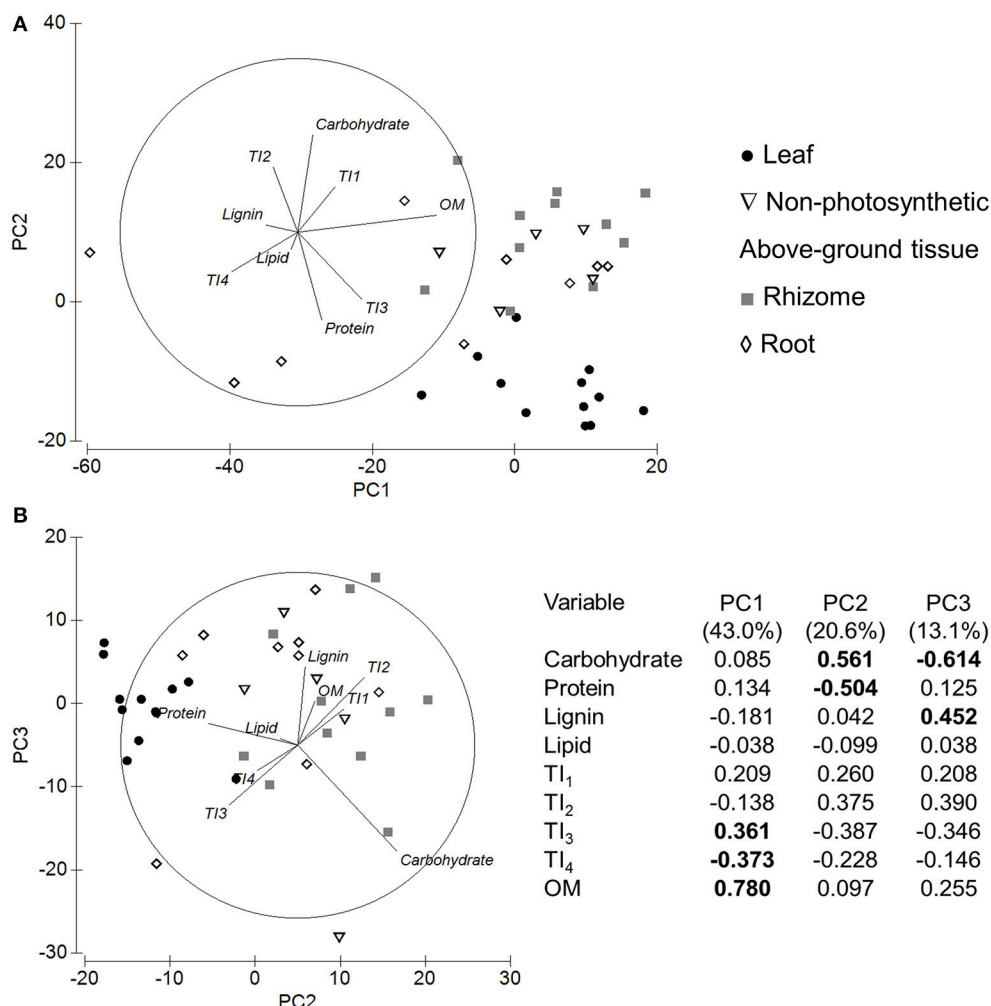 A
40
20
0
-20
PC2
-60
-40
-20
0
20
PC1
Carbohydrate
TI2
TI1
OM
Lignin
Lipid
TI4
TI3
Protein
Leaf
Non-photosynthetic
Above-ground tissue
Rhizome
Root
B
20
10
0
-10
-20
-30
PC3
-20
-10
0
10
20
30
PC2
Lignin
TI2
OM
TI1
Protein
Lipid
TI4
TI3
Carbohydrate
Variable PC1 PC2 PC3
(43.0%) (20.6%) (13.1%)
Carbohydrate 0.085 0.561 -0.614
Protein 0.134 -0.504 0.125
Lignin -0.181 0.042 0.452
Lipid -0.038 -0.099 0.038
TI1 0.209 0.260 0.208
TI2 -0.138 0.375 0.390
TI3 0.361 -0.387 -0.346
TI4 -0.373 -0.228 -0.146
OM 0.780 0.097 0.255